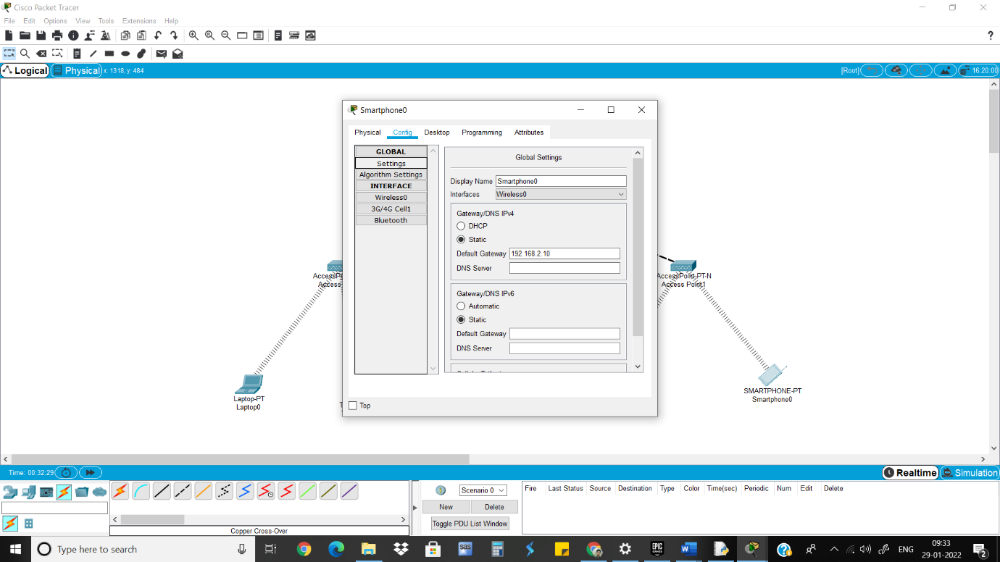 Cisco Packet Tracer
File Edit Options View Tools Extensions Help
?
Logical Physical x: 1318, y: 484 [Root] 16:20:00
Smartphone0
Physical Config Desktop Programming Attributes
GLOBAL
Settings
Algorithm Settings
INTERFACE
Wireless0
3G/4G Cell1
Bluetooth
Global Settings
Display Name Smartphone0
Interfaces Wireless0
Gateway/DNS IPv4
DHCP
Static
Default Gateway 192.168.2.10
DNS Server
Gateway/DNS IPv6
Automatic
Static
Default Gateway
DNS Server
Top
AccessP
Access
AccessPoint-PT-N
Access Point1
Laptop-PT
Laptop0
SMARTPHONE-PT
Smartphone0
Time: 00:32:29 Realtime Simulation
Copper Cross-Over
Scenario 0
New Delete
Toggle PDU List Window
Fire Last Status Source Destination Type Color Time(sec) Periodic Num Edit Delete
Type here to search
sas
EPIC GAMES
ENG
09:33
29-01-2022
2